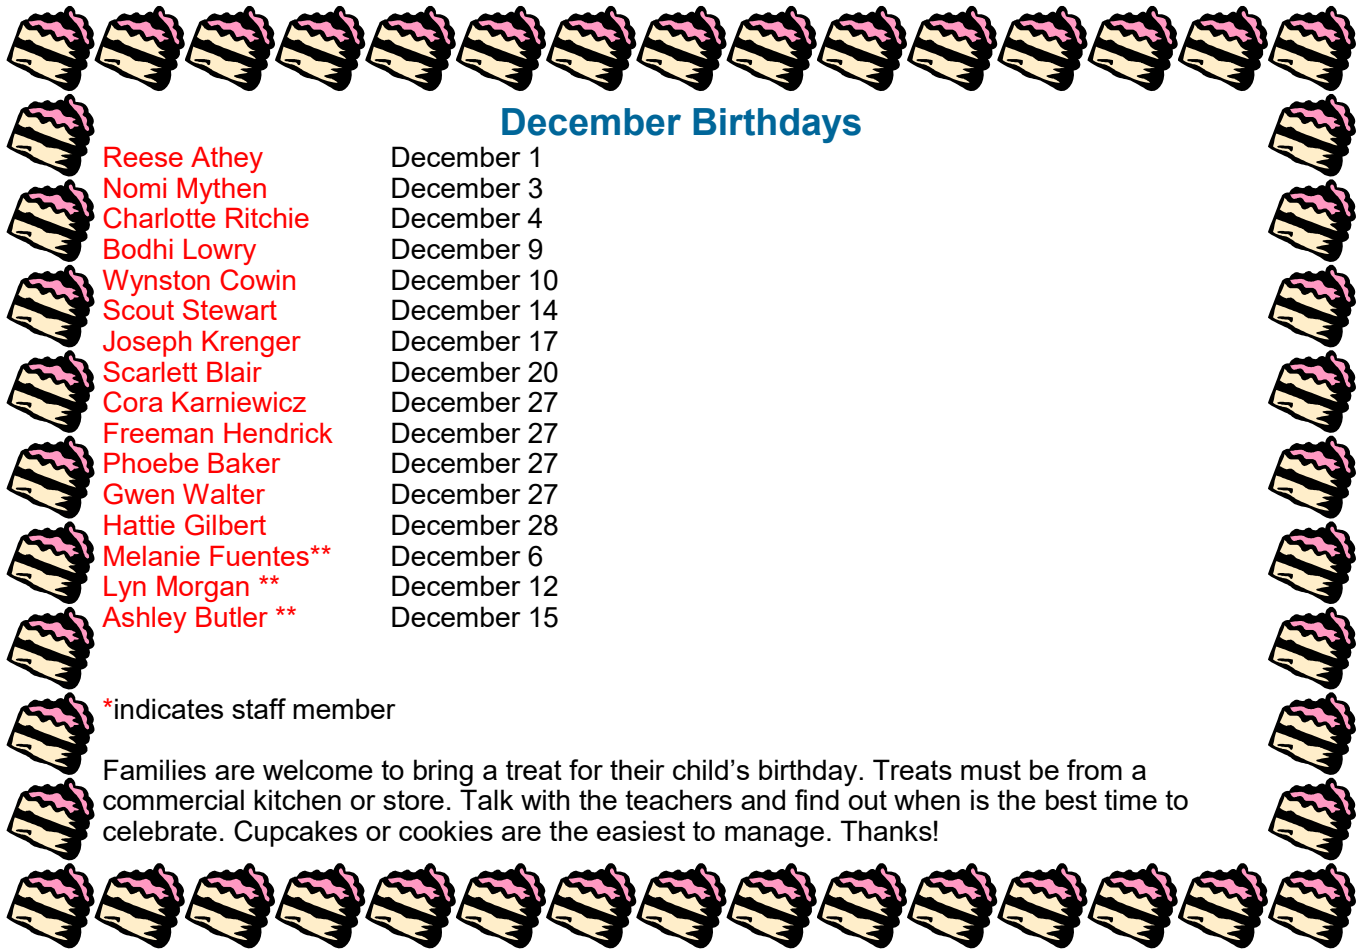 December Birthdays
Reese Athey December 1
Nomi Mythen December 3
Charlotte Ritchie December 4
Bodhi Lowry December 9
Wynston Cowin December 10
Scout Stewart December 14
Joseph Krenger December 17
Scarlett Blair December 20
Cora Karniewicz December 27
Freeman Hendrick December 27
Phoebe Baker December 27
Gwen Walter December 27
Hattie Gilbert December 28
Melanie Fuentes** December 6
Lyn Morgan ** December 12
Ashley Butler ** December 15
*indicates staff member
Families are welcome to bring a treat for their child’s birthday. Treats must be from a
commercial kitchen or store. Talk with the teachers and find out when is the best time to
celebrate. Cupcakes or cookies are the easiest to manage. Thanks!